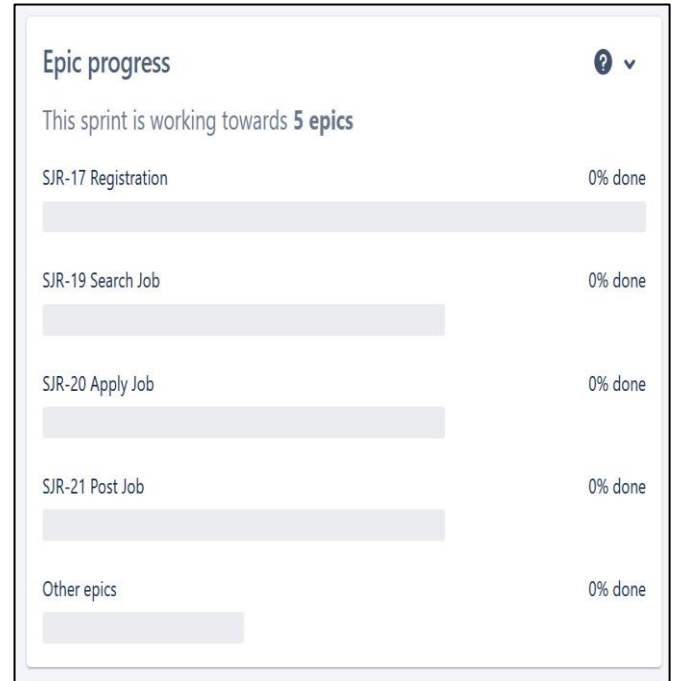 Epic progress
This sprint is working towards 5 epics
SJR-17 Registration 0% done
SJR-19 Search Job 0% done
SJR-20 Apply Job 0% done
SJR-21 Post Job 0% done
Other epics 0% done